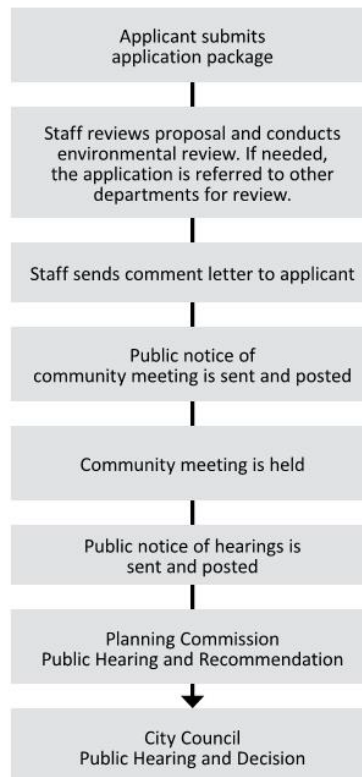 Applicant submits
application package
Staff reviews proposal and conducts
environmental review. If needed,
the application is referred to other
departments for review.
Staff sends comment letter to applicant
Public notice of
community meeting is sent and posted
Community meeting is held
Public notice of hearings is
sent and posted
Planning Commission
Public Hearing and Recommendation
City Council
Public Hearing and Decision